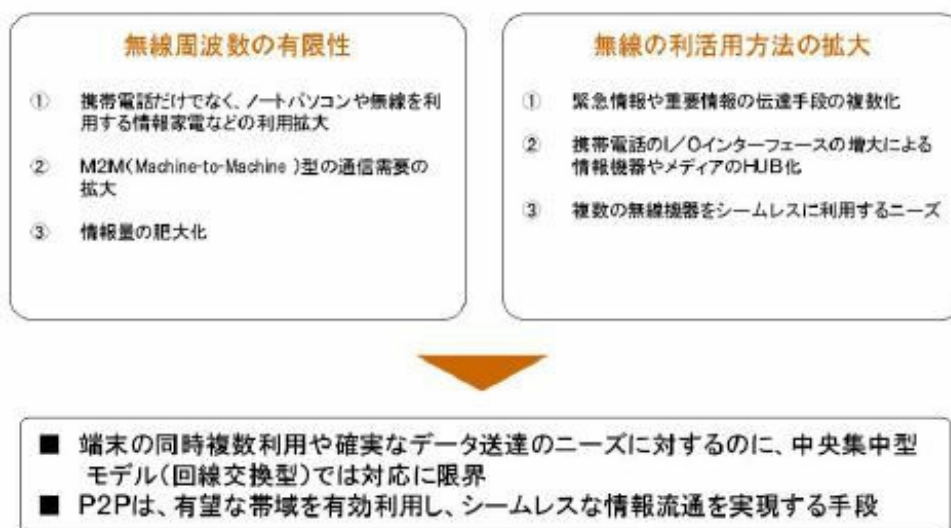 無線周波数の有限性
① 携帯電話だけでなく、ノートパソコンや無線を利
用する情報家電などの利用拡大
② M2M(Machine-to-Machine )型の通信需要の
拡大
③ 情報量の肥大化
無線の利活用方法の拡大
① 緊急情報や重要情報の伝達手段の複数化
② 携帯電話のI/Oインターフェースの増大による
情報機器やメディアのHUB化
③ 複数の無線機器をシームレスに利用するニーズ
■ 端末の同時複数利用や確実なデータ送達のニーズに対するのに、中央集中型
モデル(回線交換型)では対応に限界
■ P2Pは、有望な帯域を有効利用し、シームレスな情報流通を実現する手段